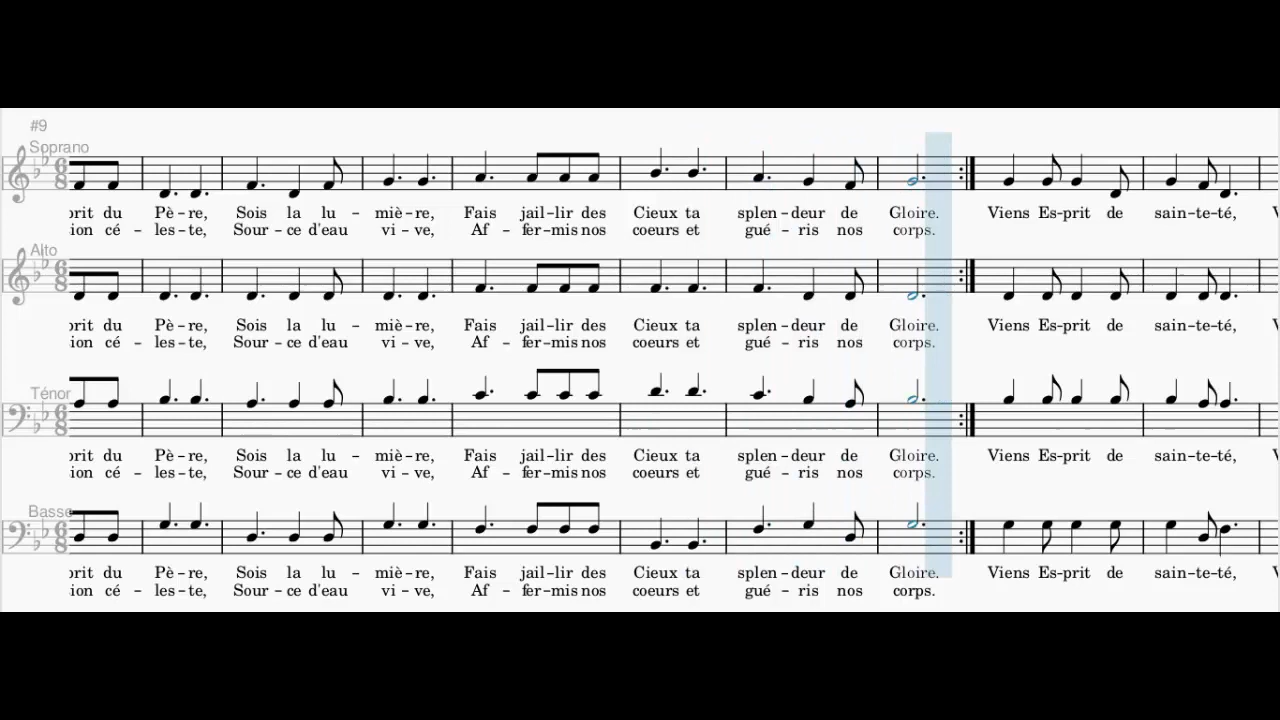 #9
Soprano
prit du Pè – re, Sois la lu – miè – re, Fais jail – lir des Cieux ta splen – deur de Gloire. Viens Es – prit de sain – te – té, V
ion cé – les – te, Sour – ce d'eau vi – ve, Af – fer – mis nos coeurs et gué – ris nos corps.
Alto
prit du Pè – re, Sois la lu – miè – re, Fais jail – lir des Cieux ta splen – deur de Gloire. Viens Es – prit de sain – te – té, V
ion cé – les – te, Sour – ce d'eau vi – ve, Af – fer – mis nos coeurs et gué – ris nos corps.
Ténor
prit du Pè – re, Sois la lu – miè – re, Fais jail – lir des Cieux ta splen – deur de Gloire. Viens Es – prit de sain – te – té, V
ion cé – les – te, Sour – ce d'eau vi – ve, Af – fer – mis nos coeurs et gué – ris nos corps.
Basse
prit du Pè – re, Sois la lu – miè – re, Fais jail – lir des Cieux ta splen – deur de Gloire. Viens Es – prit de sain – te – té, V
ion cé – les – te, Sour – ce d'eau vi – ve, Af – fer – mis nos coeurs et gué – ris nos corps.